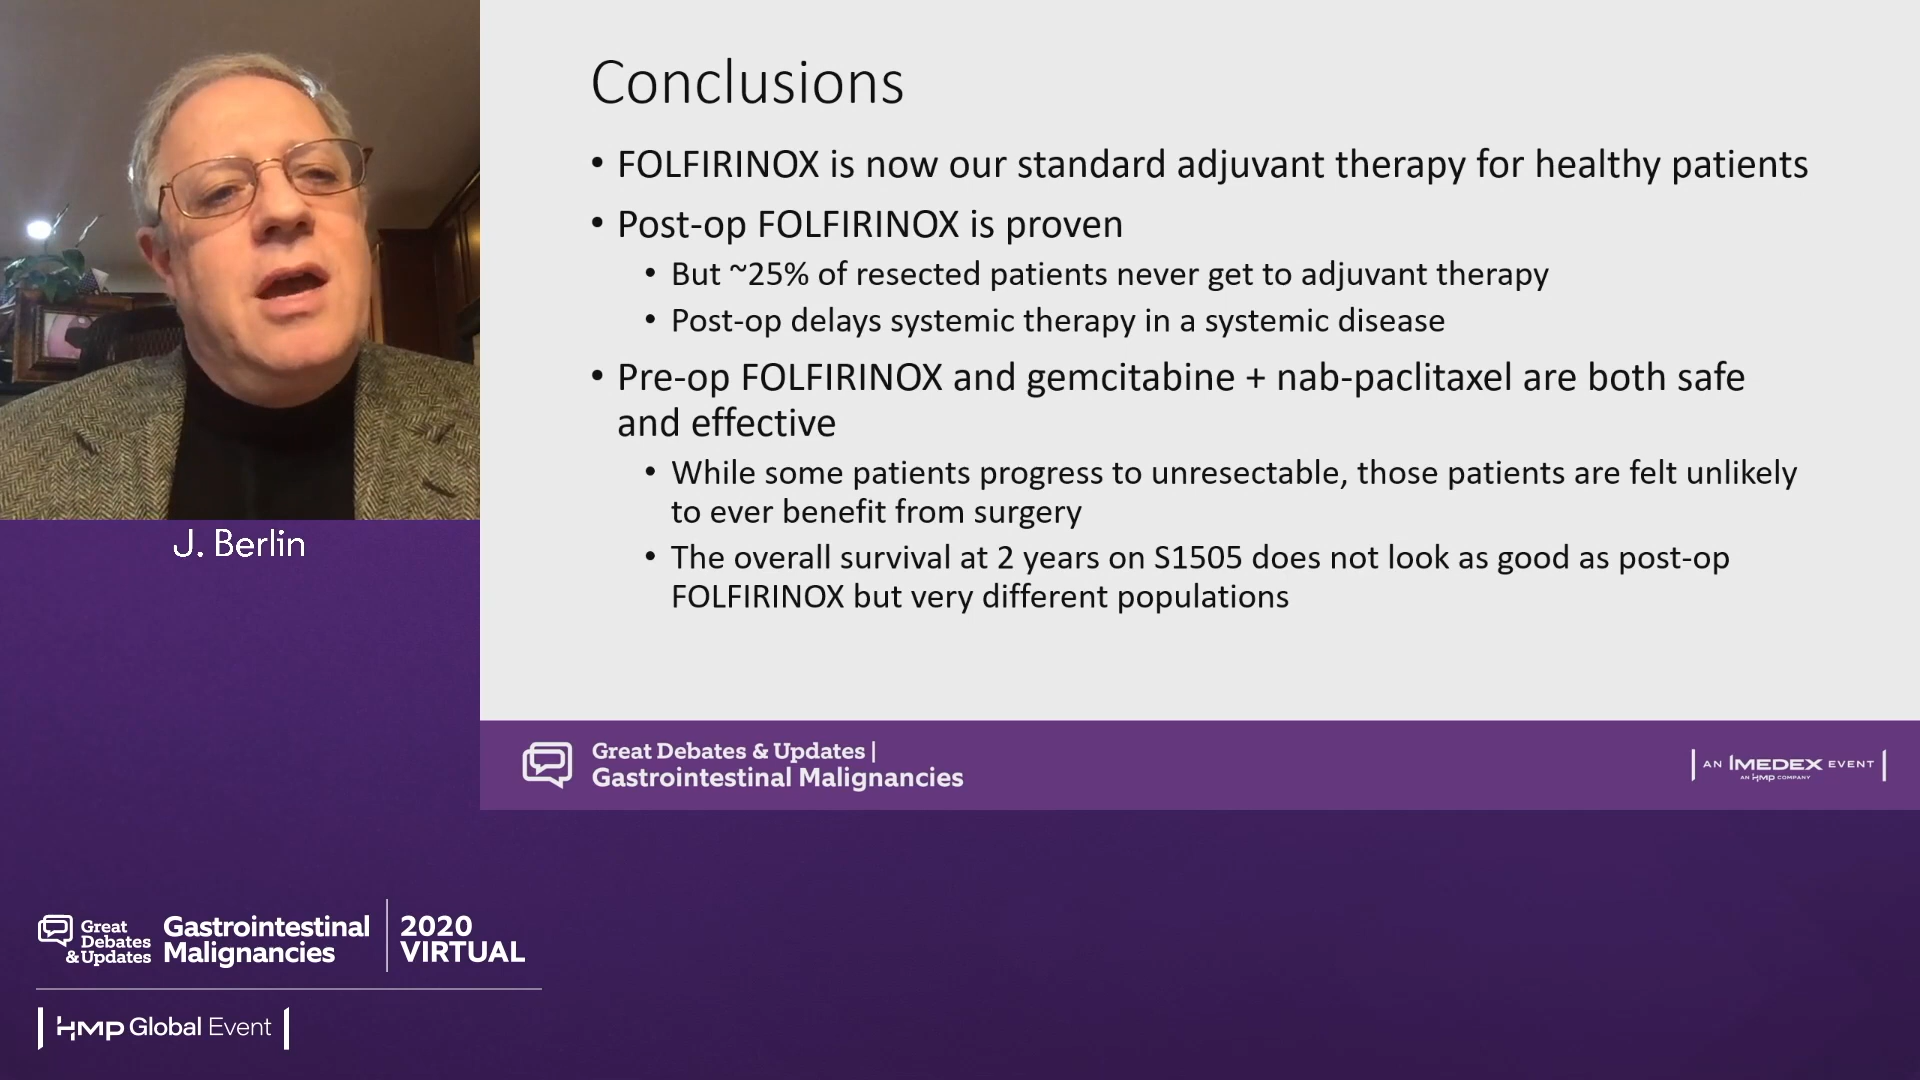 J. Berlin
Conclusions
• FOLFIRINOX is now our standard adjuvant therapy for healthy patients
• Post-op FOLFIRINOX is proven
• But ~25% of resected patients never get to adjuvant therapy
• Post-op delays systemic therapy in a systemic disease
• Pre-op FOLFIRINOX and gemcitabine + nab-paclitaxel are both safe
and effective
• While some patients progress to unresectable, those patients are felt unlikely
to ever benefit from surgery
• The overall survival at 2 years on S1505 does not look as good as post-op
FOLFIRINOX but very different populations
Great Debates & Updates |
Gastrointestinal Malignancies
AN IMEDEX EVENT
AN HMP COMPANY
Great
Debates
& Updates
Gastrointestinal
Malignancies
2020
VIRTUAL
HMP Global Event